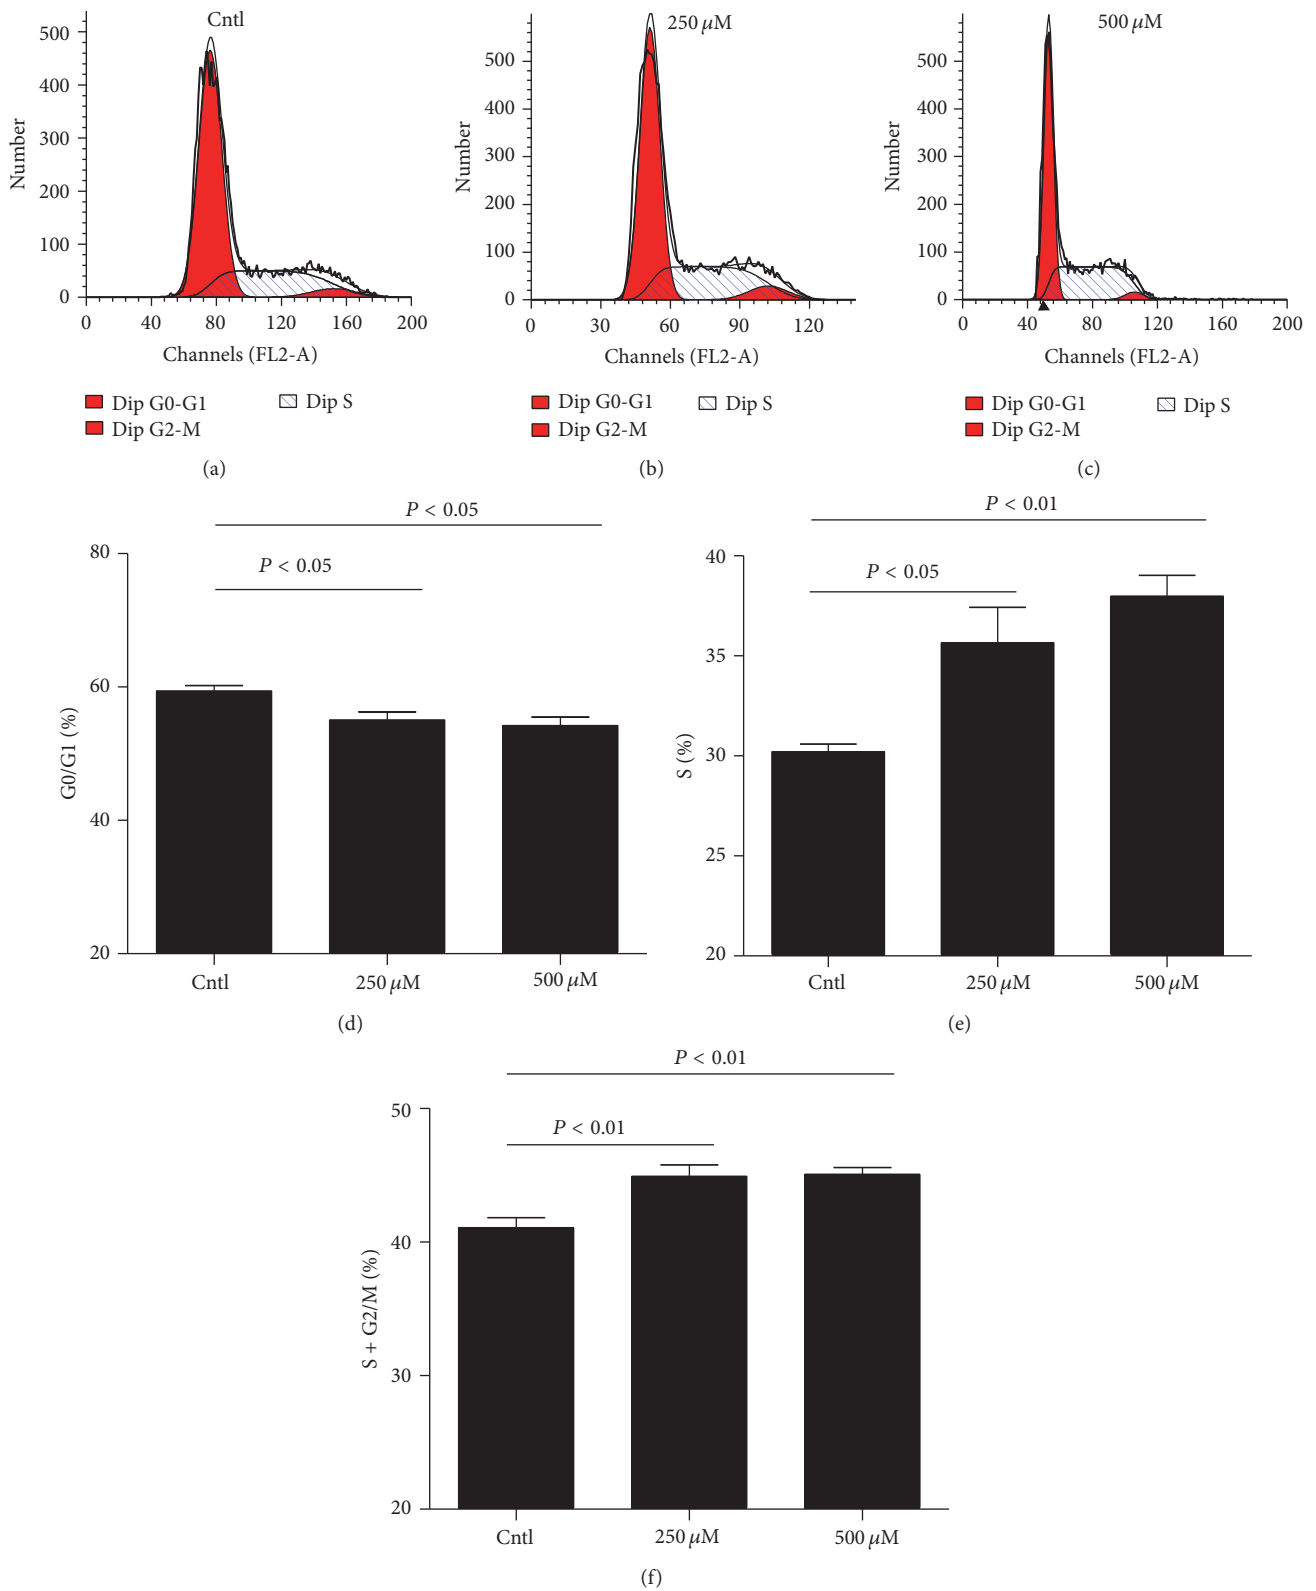 Cntl
500
400
300
200
100
0
Number
0 40 80 120 160 200
Channels (FL2-A)
Dip G0-G1 Dip S
Dip G2-M
(a)
250 μM
500
400
300
200
100
0
Number
0 30 60 90 120
Channels (FL2-A)
Dip G0-G1 Dip S
Dip G2-M
(b)
500 μM
500
400
300
200
100
0
Number
0 40 80 120 160 200
Channels (FL2-A)
Dip G0-G1 Dip S
Dip G2-M
(c)
P < 0.05
P < 0.05
80
60
40
20
G0/G1 (%)
Cntl 250 μM 500 μM
(d)
P < 0.01
P < 0.05
40
35
30
25
20
S (%)
Cntl 250 μM 500 μM
(e)
P < 0.01
P < 0.01
50
40
30
20
S + G2/M (%)
Cntl 250 μM 500 μM
(f)